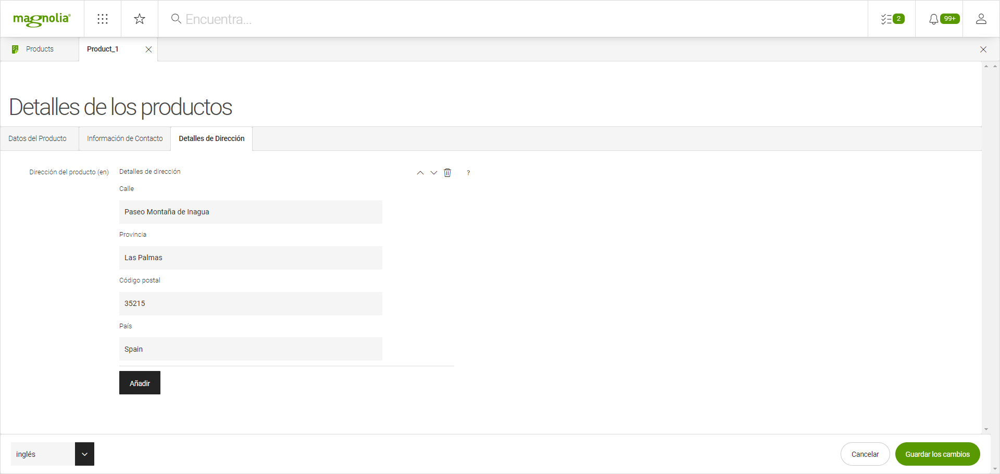 magnolia®
Encuentra...
2
99+
Products
Product_1
Detalles de los productos
Datos del Producto
Información de Contacto
Detalles de Dirección
Dirección del producto (en)
Detalles de dirección
?
Calle
Paseo Montaña de Inagua
Provincia
Las Palmas
Código postal
35215
País
Spain
Añadir
inglés
Cancelar
Guardar los cambios